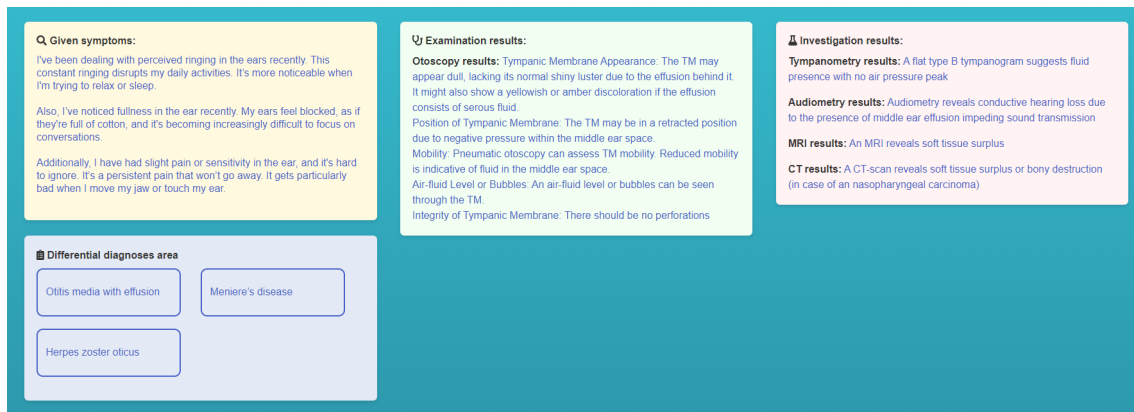 Given symptoms:
I've been dealing with perceived ringing in the ears recently. This
constant ringing disrupts my daily activities. It's more noticeable when
I'm trying to relax or sleep.
Also, I've noticed fullness in the ear recently. My ears feel blocked, as if
they're full of cotton, and it's becoming increasingly difficult to focus on
conversations.
Additionally, I have had slight pain or sensitivity in the ear, and it's hard
to ignore. It's a persistent pain that won't go away. It gets particularly
bad when I move my jaw or touch my ear.
Differential diagnoses area
Otitis media with effusion
Meniere's disease
Herpes zoster oticus
Examination results:
Otoscopy results: Tympanic Membrane Appearance: The TM may
appear dull, lacking its normal shiny luster due to the effusion behind it.
It might also show a yellowish or amber discoloration if the effusion
consists of serous fluid.
Position of Tympanic Membrane: The TM may be in a retracted position
due to negative pressure within the middle ear space.
Mobility: Pneumatic otoscopy can assess TM mobility. Reduced mobility
is indicative of fluid in the middle ear space.
Air-fluid Level or Bubbles: An air-fluid level or bubbles can be seen
through the TM.
Integrity of Tympanic Membrane: There should be no perforations
Investigation results:
Tympanometry results: A flat type B tympanogram suggests fluid
presence with no air pressure peak
Audiometry results: Audiometry reveals conductive hearing loss due
to the presence of middle ear effusion impeding sound transmission
MRI results: An MRI reveals soft tissue surplus
CT results: A CT-scan reveals soft tissue surplus or bony destruction
(in case of an nasopharyngeal carcinoma)